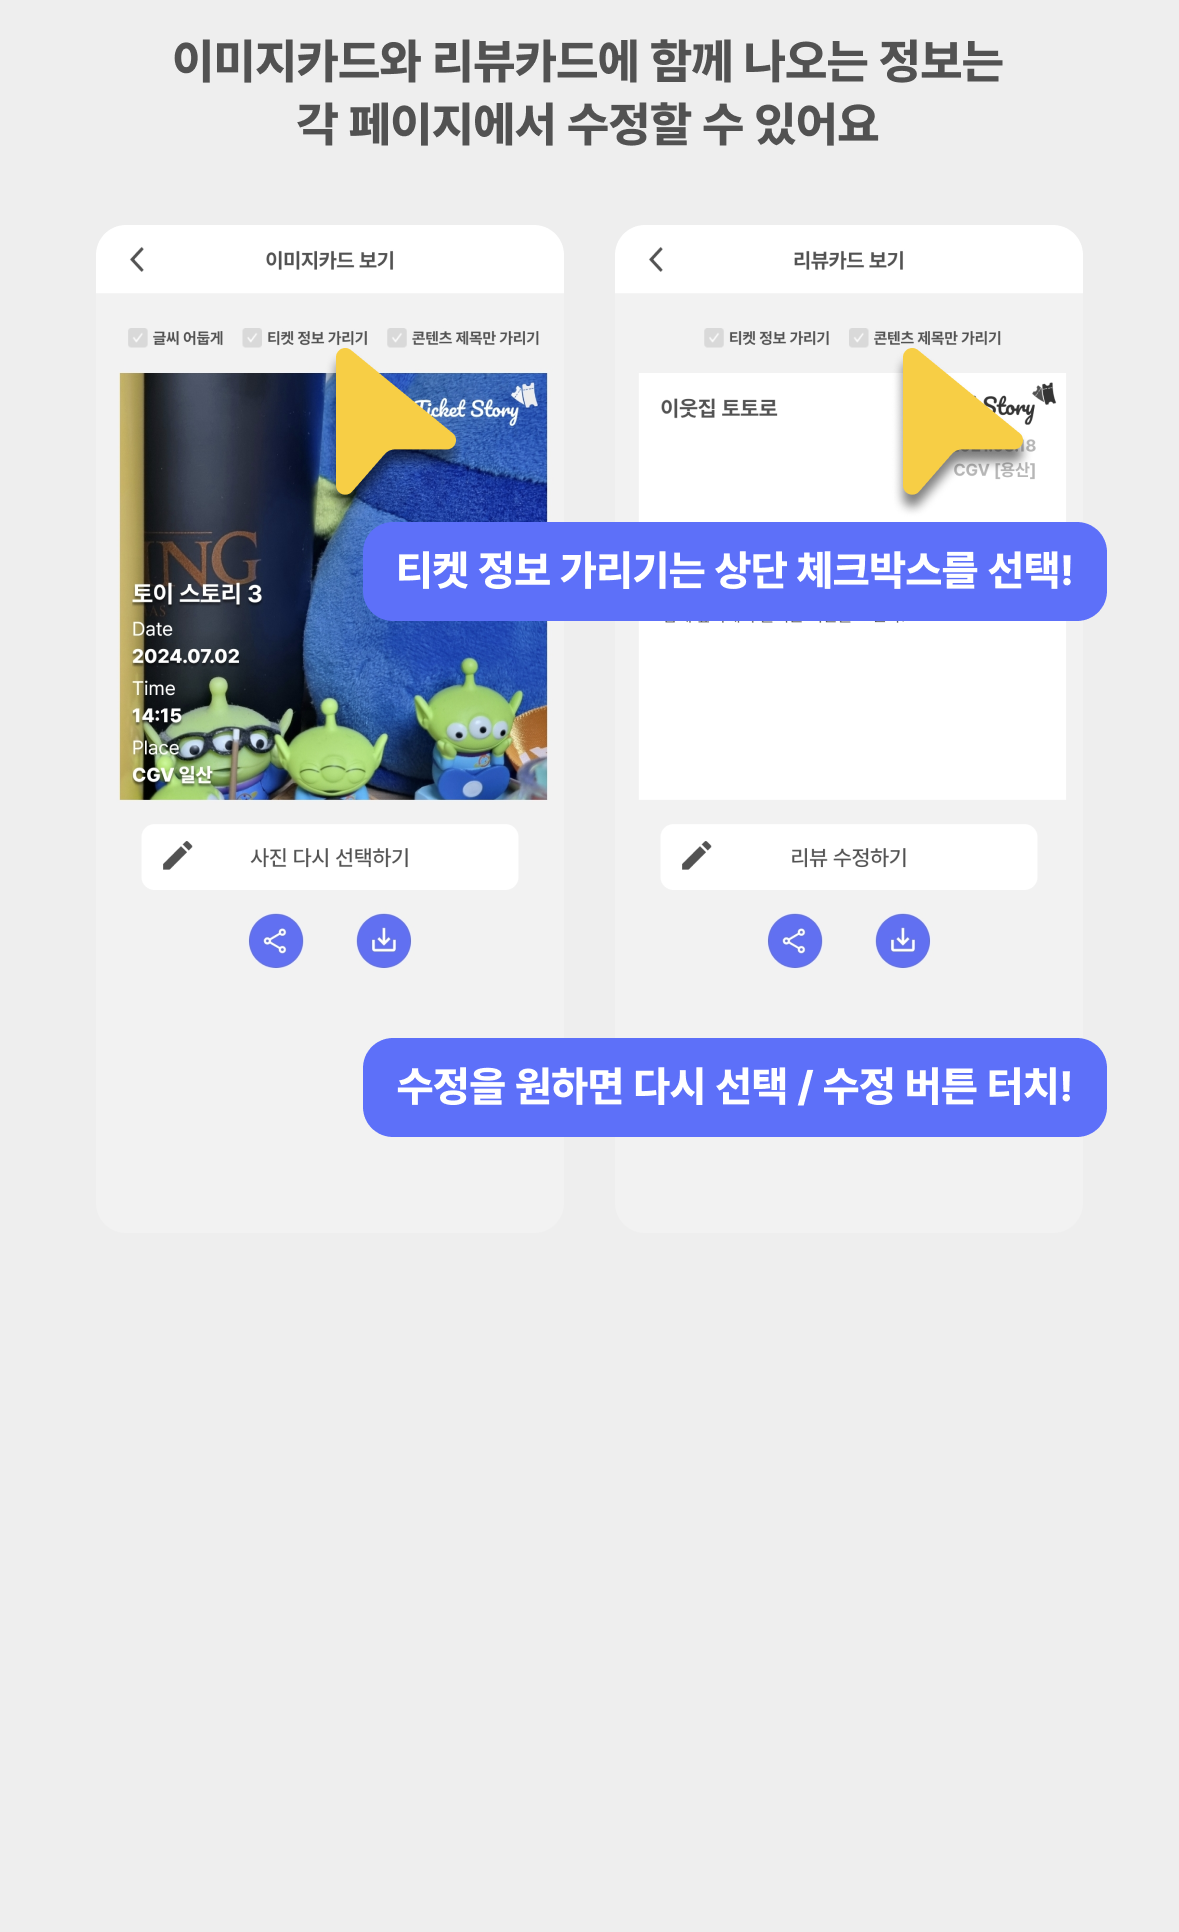 이미지카드와 리뷰카드에 함께 나오는 정보는
각 페이지에서 수정할 수 있어요
이미지카드 보기
글씨 어둡게 티켓 정보 가리기 콘텐츠 제목만 가리기
Ticket Story
NG
토이 스토리 3
Date
2024.07.02
Time
14:15
Place
CGV 일산
사진 다시 선택하기
리뷰카드 보기
티켓 정보 가리기 콘텐츠 제목만 가리기
이웃집 토토로
Story
CGV [용산]
리뷰 수정하기
티켓 정보 가리기는 상단 체크박스를 선택!
수정을 원하면 다시 선택 / 수정 버튼 터치!